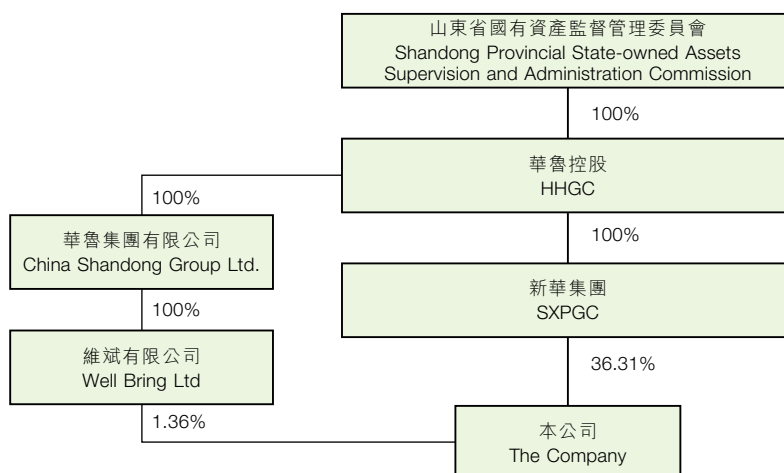 山東省國有資產監督管理委員會
Shandong Provincial State-owned Assets
Supervision and Administration Commission
100%
華魯控股
HHGC
100%
華魯集團有限公司
China Shandong Group Ltd.
100%
100%
新華集團
SXPGC
維斌有限公司
Well Bring Ltd
36.31%
1.36%
本公司
The Company